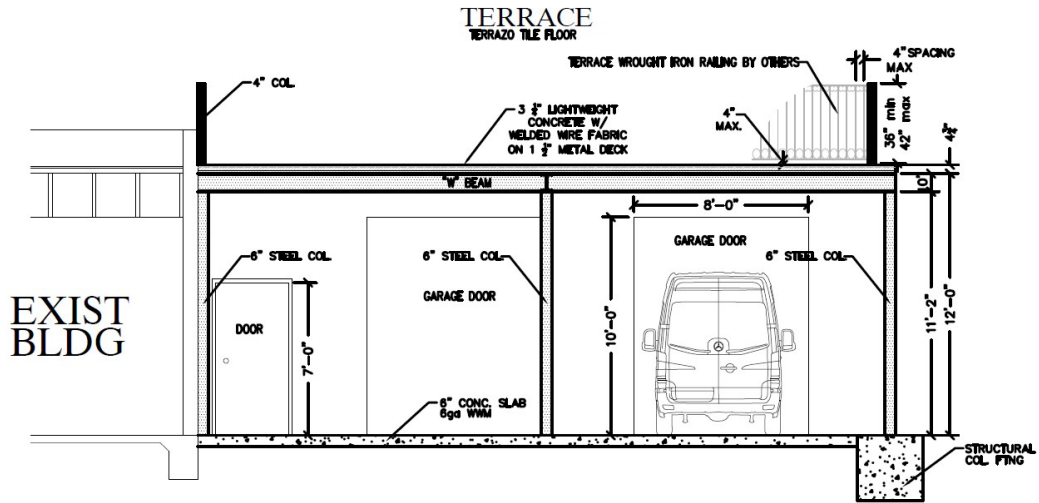 TERRACE
TERRAZO TILE FLOOR
4" SPACING
MAX
TERRACE WROUGHT IRON RAILING BY OTHERS
4" COL.
3 ½" LIGHTWEIGHT
CONCRETE W/
WELDED WIRE FABRIC
ON 1 ½" METAL DECK
4"
MAX.
36" min
42" max
4¾"
"W" BEAM
10"
8'-0"
GARAGE DOOR
6" STEEL COL.
6" STEEL COL.
6" STEEL COL.
GARAGE DOOR
EXIST
BLDG
DOOR
7'-0"
10'-0"
11'-2"
12'-0"
6" CONC. SLAB
6ga WWM
STRUCTURAL
COL. FTNG